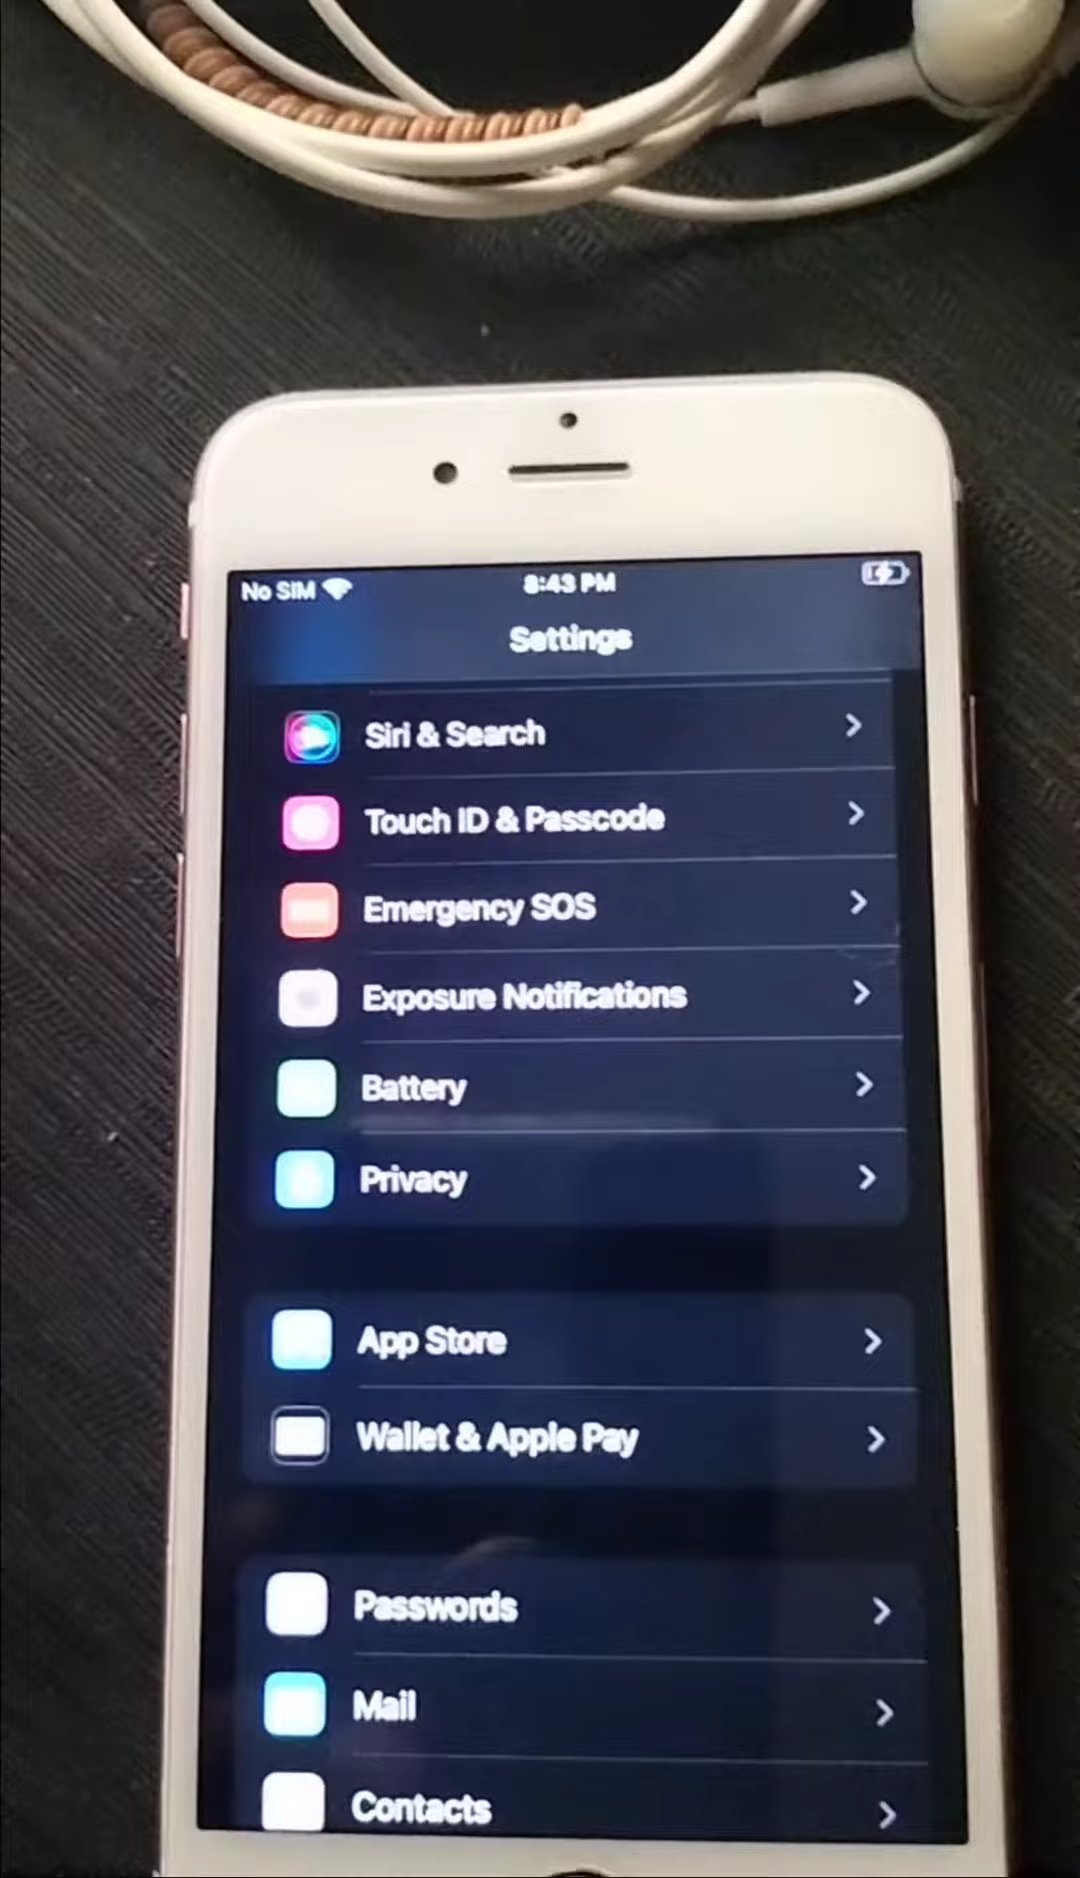 No SIM 8:43 PM
Settings
Siri & Search
Touch ID & Passcode
Emergency SOS
Exposure Notifications
Battery
Privacy
App Store
Wallet & Apple Pay
Passwords
Mail
Contacts